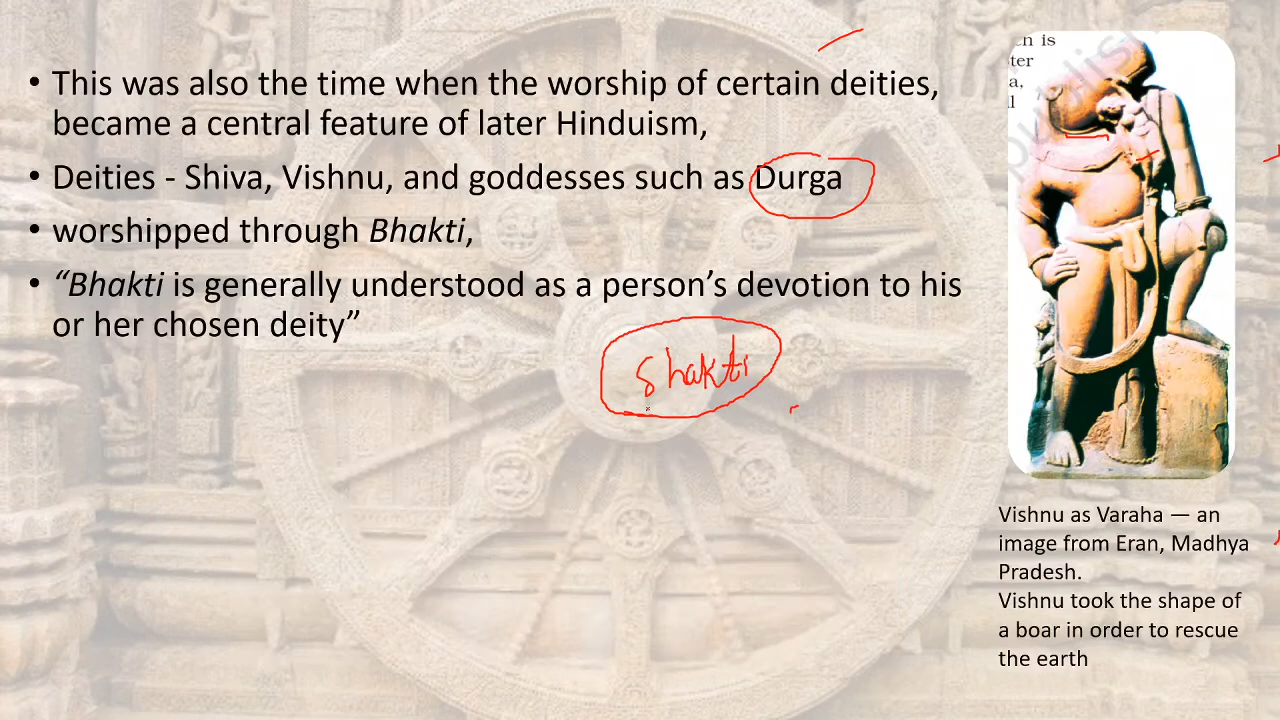 • This was also the time when the worship of certain deities,
became a central feature of later Hinduism,
• Deities - Shiva, Vishnu, and goddesses such as Durga
• worshipped through Bhakti,
• “Bhakti is generally understood as a person’s devotion to his
or her chosen deity”
Shakti
Vishnu as Varaha — an
image from Eran, Madhya
Pradesh.
Vishnu took the shape of
a boar in order to rescue
the earth